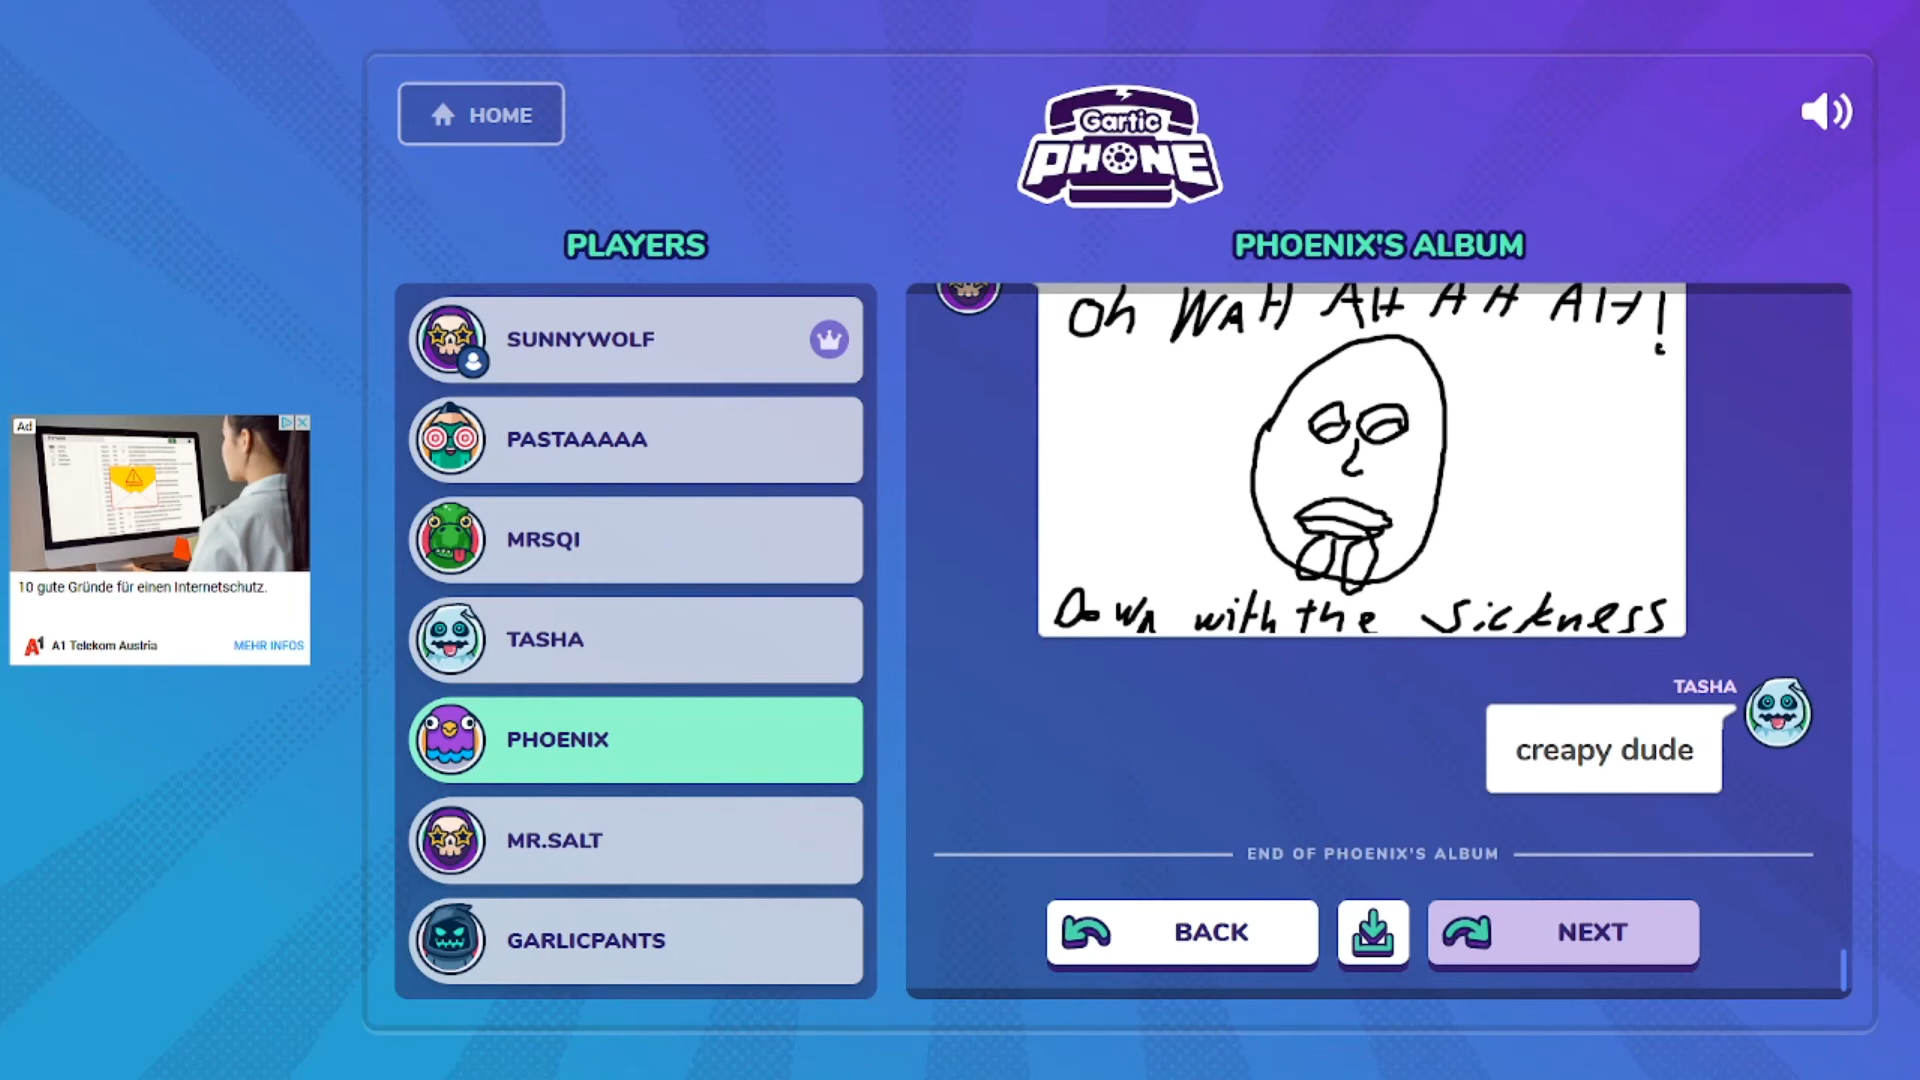 HOME
Gartic
PHONE
PLAYERS
PHOENIX'S ALBUM
SUNNYWOLF
PASTAAAAA
MRSQI
TASHA
PHOENIX
MR.SALT
GARLICPANTS
Oh WAH AH AH AH!
Down with the Sickness
TASHA
creapy dude
END OF PHOENIX'S ALBUM
BACK
NEXT
Ad
10 gute Gründe für einen Internetschutz.
A1
A1 Telekom Austria
MEHR INFOS